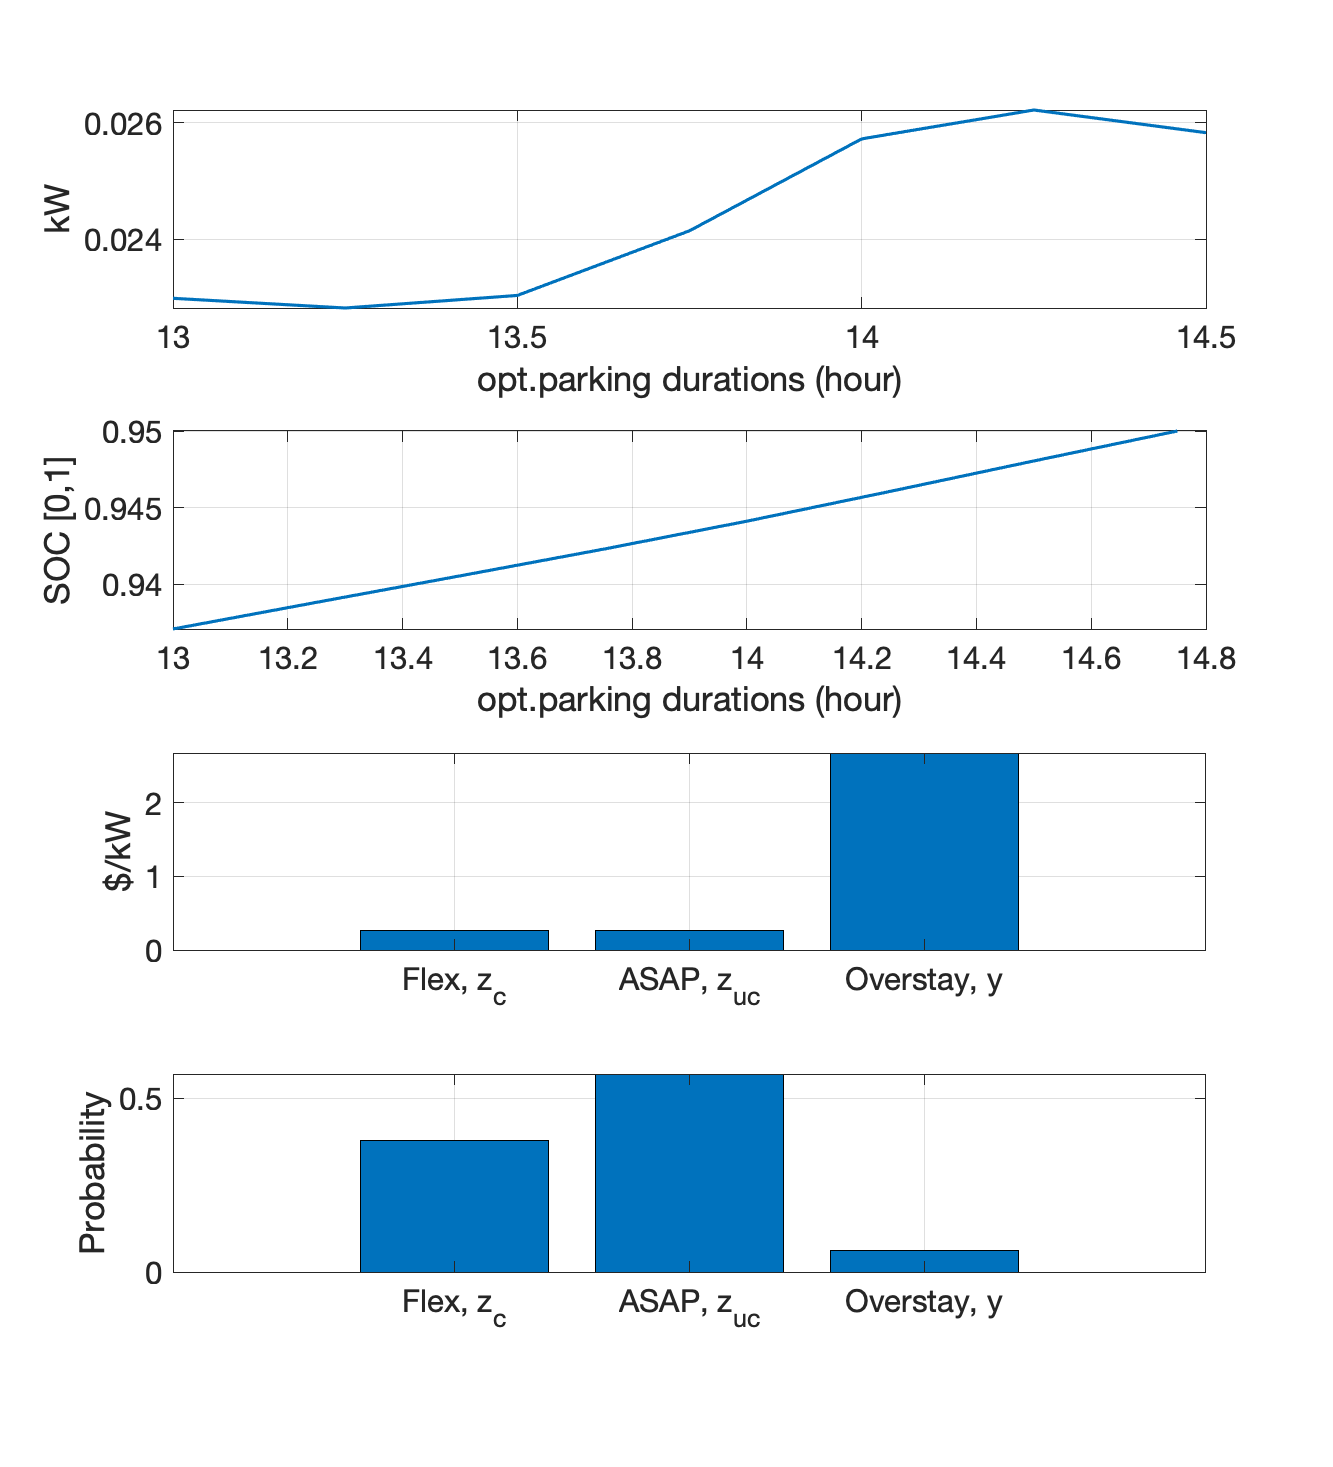 0.026
0.024
kW
13 13.5 14 14.5
opt.parking durations (hour)
0.95
0.945
0.94
SOC [0,1]
13 13.2 13.4 13.6 13.8 14 14.2 14.4 14.6 14.8
opt.parking durations (hour)
2
1
0
$/kW
Flex, z_c ASAP, z_uc Overstay, y
0.5
0
Probability
Flex, z_c ASAP, z_uc Overstay, y